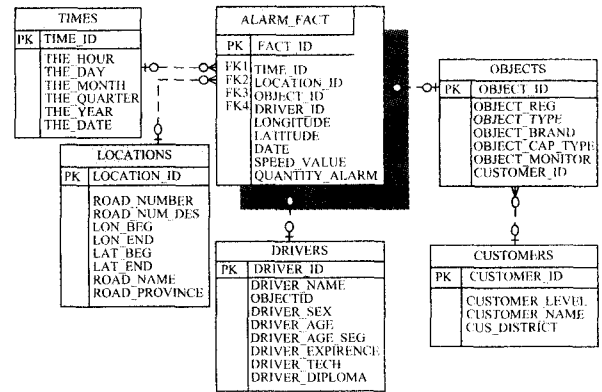 TIMES
PK TIME_ID
THE_HOUR
THE_DAY
THE_MONTH
THE_QUARTER
THE_YEAR
THE_DATE
ALARM_FACT
PK FACT_ID
FK1 TIME_ID
FK2 LOCATION_ID
FK3 OBJECT_ID
FK4 DRIVER_ID
LONGITUDE
LATITUDE
DATE
SPEED_VALUE
QUANTITY_ALARM
OBJECTS
PK OBJECT_ID
OBJECT_REG
OBJECT_TYPE
OBJECT_BRAND
OBJECT_CAP_TYPE
OBJECT_MONITOR
CUSTOMER_ID
LOCATIONS
PK LOCATION_ID
ROAD_NUMBER
ROAD_NUM_DES
LON_BEG
LON_END
LAT_BEG
LAT_END
ROAD_NAME
ROAD_PROVINCE
DRIVERS
PK DRIVER_ID
DRIVER_NAME
OBJECTID
DRIVER_SEX
DRIVER_AGE
DRIVER_AGE_SEG
DRIVER_EXPIRENCE
DRIVER_TECH
DRIVER_DIPLOMA
CUSTOMERS
PK CUSTOMER_ID
CUSTOMER_LEVEL
CUSTOMER_NAME
CUS_DISTRICT